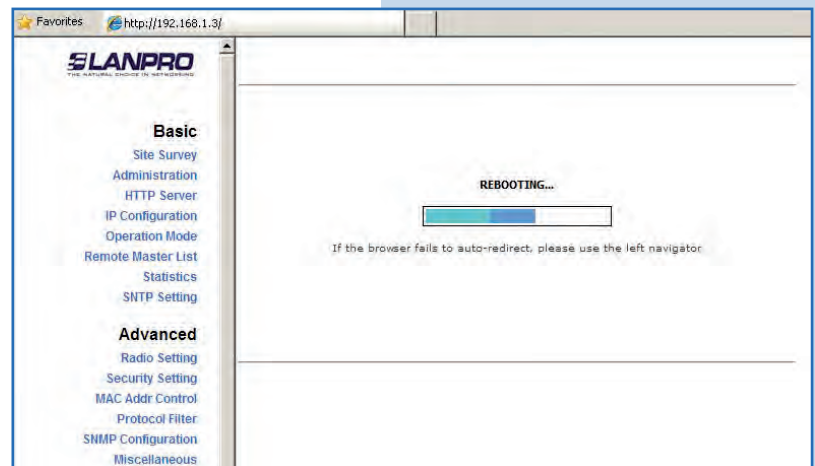 Favorites
http://192.168.1.3/
LANPRO
THE NATURAL CHOICE IN NETWORKING
Basic
Site Survey
Administration
HTTP Server
IP Configuration
Operation Mode
Remote Master List
Statistics
SNTP Setting
Advanced
Radio Setting
Security Setting
MAC Addr Control
Protocol Filter
SNMP Configuration
Miscellaneous
REBOOTING...
If the browser fails to auto-redirect, please use the left navigator